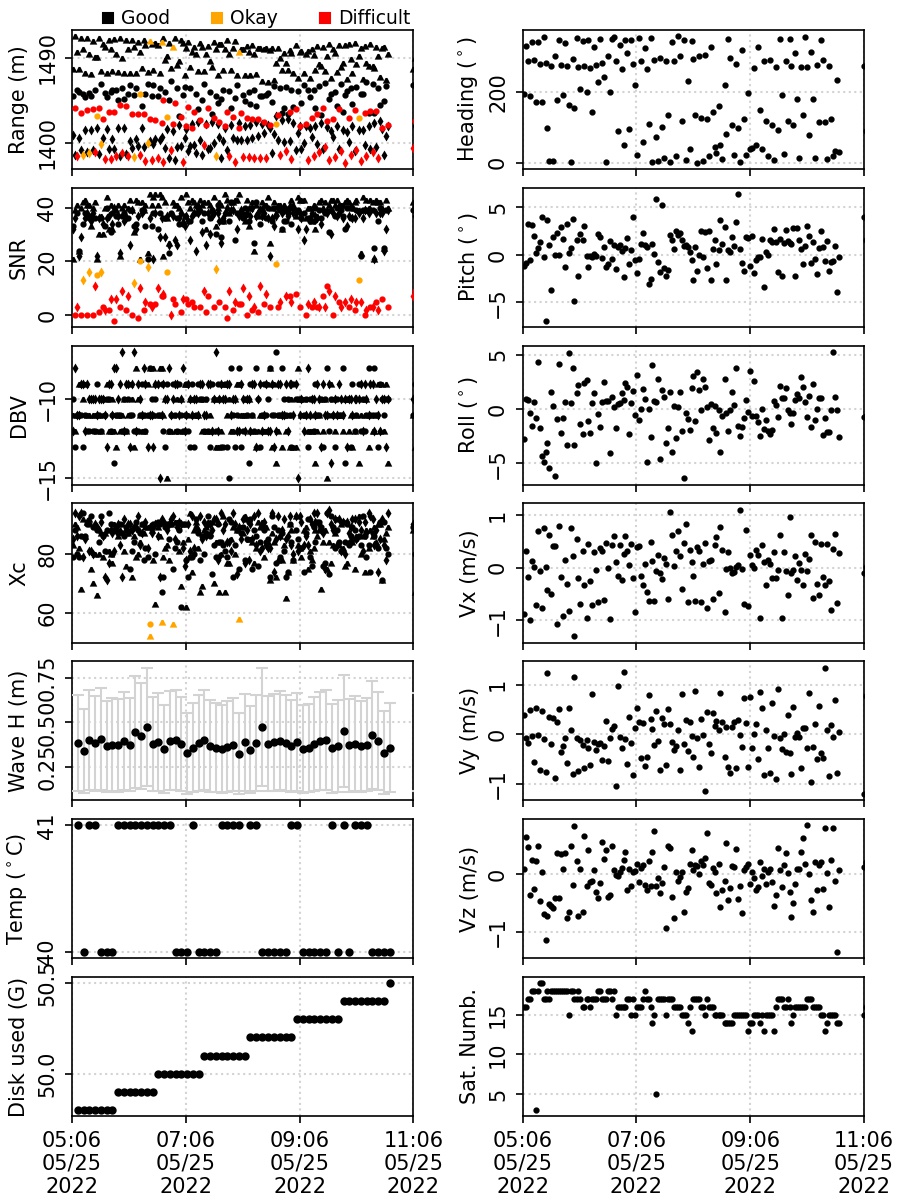 Good Okay Difficult
Range (m)
1490
1400
Heading (°)
200
0
SNR
40
20
0
Pitch (°)
5
0
−5
DBV
−10
−15
Roll (°)
5
0
−5
Xc
80
60
Vx (m/s)
1
0
−1
Wave H (m)
0.75
0.50
0.25
Vy (m/s)
1
0
−1
Temp (°C)
41
40
Vz (m/s)
0
−1
Disk used (G)
50.5
50.0
Sat. Numb.
15
10
5
05:06 07:06 09:06 11:06
05/25 05/25 05/25 05/25
2022 2022 2022 2022
05:06 07:06 09:06 11:06
05/25 05/25 05/25 05/25
2022 2022 2022 2022